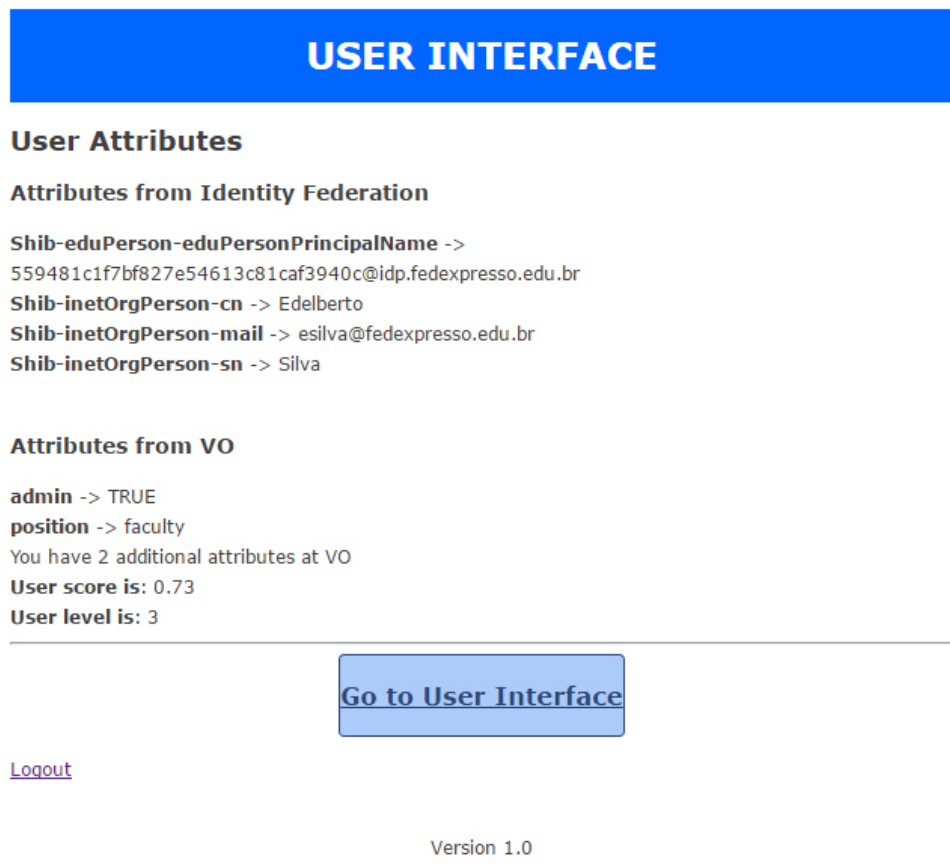 USER INTERFACE
User Attributes
Attributes from Identity Federation
Shib-eduPerson-eduPersonPrincipalName ->
559481c1f7bf827e54613c81caf3940c@idp.fedexpresso.edu.br
Shib-inetOrgPerson-cn -> Edelberto
Shib-inetOrgPerson-mail -> esilva@fedexpresso.edu.br
Shib-inetOrgPerson-sn -> Silva
Attributes from VO
admin -> TRUE
position -> faculty
You have 2 additional attributes at VO
User score is: 0.73
User level is: 3
Go to User Interface
Logout
Version 1.0